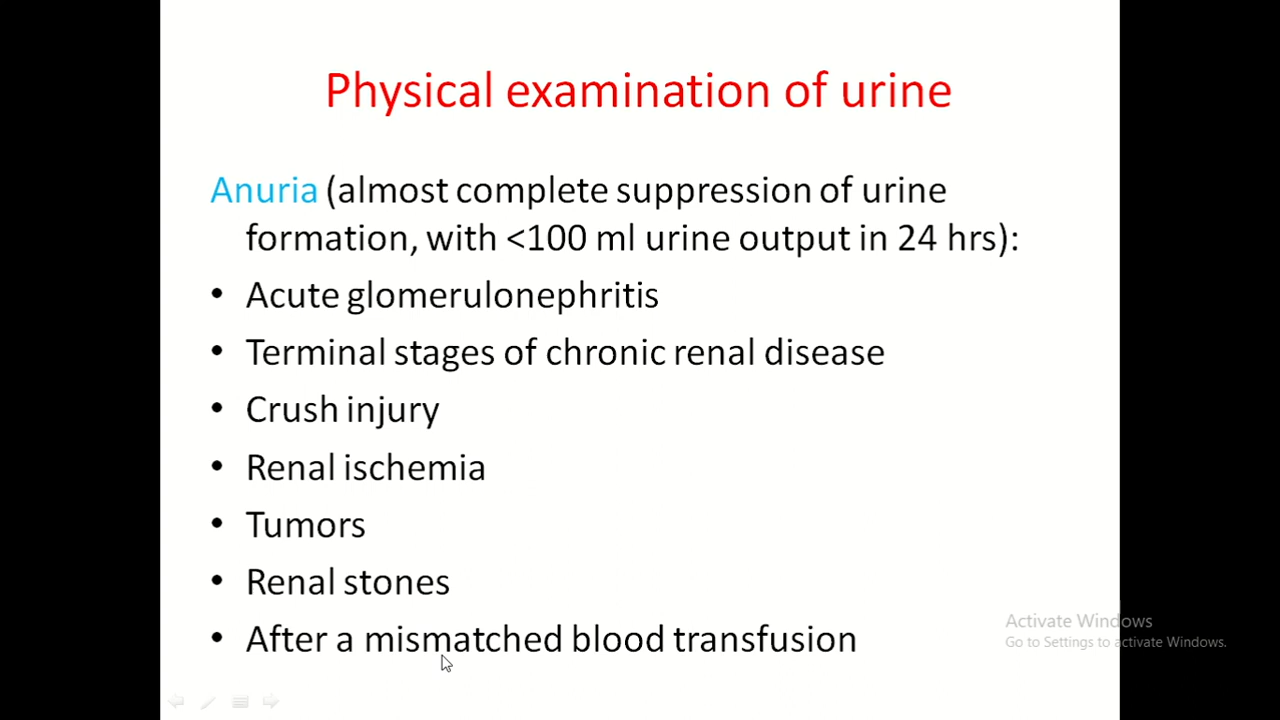 Physical examination of urine
Anuria (almost complete suppression of urine
formation, with <100 ml urine output in 24 hrs):
• Acute glomerulonephritis
• Terminal stages of chronic renal disease
• Crush injury
• Renal ischemia
• Tumors
• Renal stones
• After a mismatched blood transfusion
Activate Windows
Go to Settings to activate Windows.